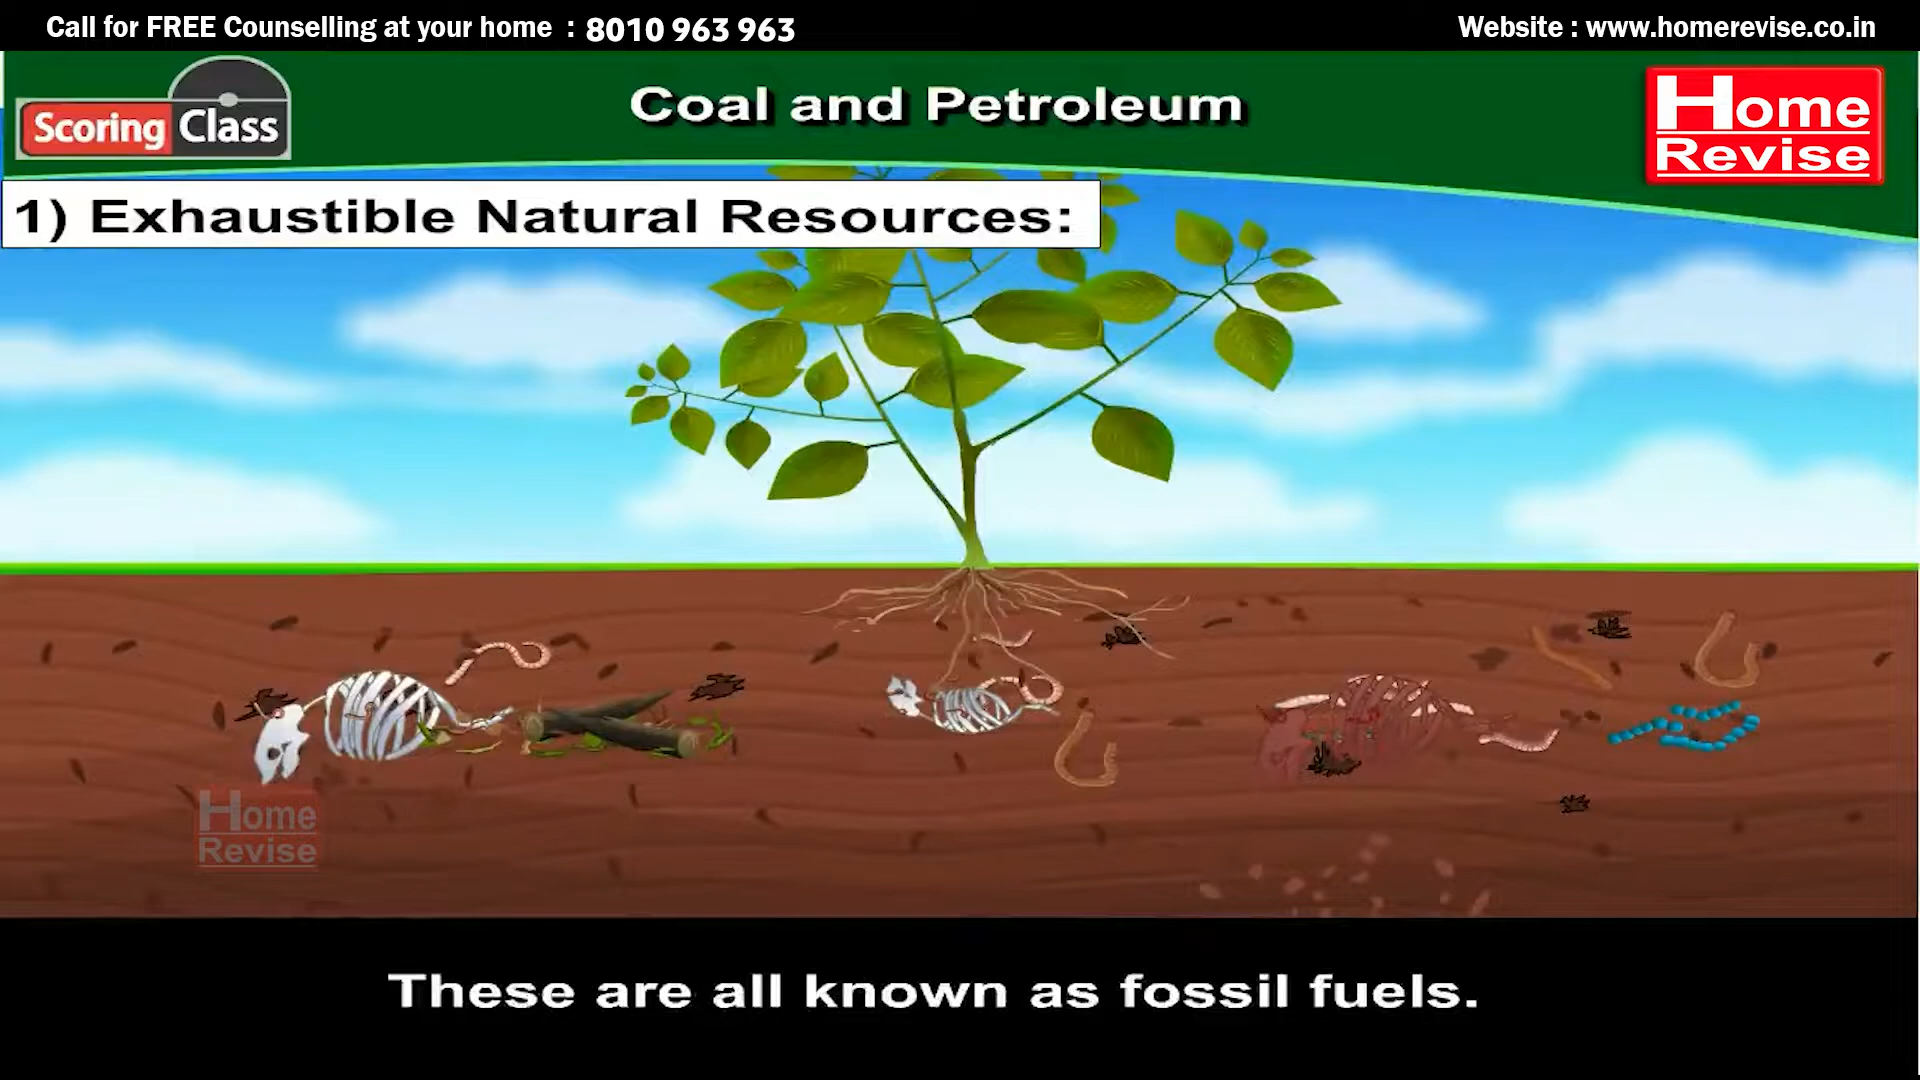 Call for FREE Counselling at your home : 8010 963 963
Website : www.homerevise.co.in
Scoring Class
Coal and Petroleum
Home
Revise
1) Exhaustible Natural Resources:
Home
Revise
These are all known as fossil fuels.